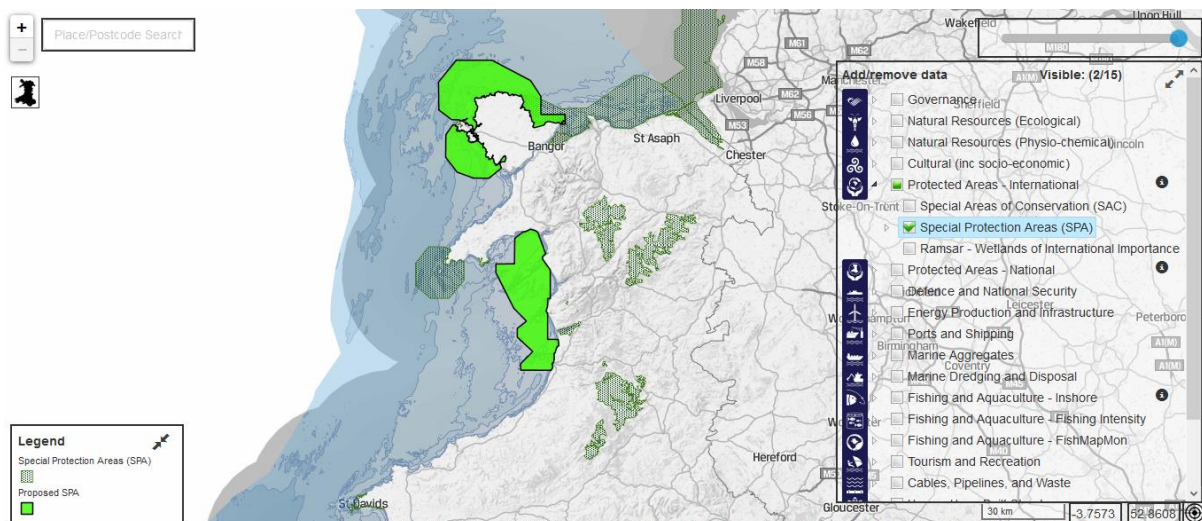 +
−
Place/Postcode Search
Wakefield
M61
M62
M180
M58
Manchester
M62
Liverpool
M56
M53
Bangor
St Asaph
Chester
Stoke-On-Trent
Sheffield
A1(M)
Lincoln
Leicester
Peterboro
Birmingham
Coventry
A1(M)
M40
Hereford
Gloucester
St Davids
Add/remove data
Visible: (2/15)
Governance
Natural Resources (Ecological)
Natural Resources (Physio-chemical)
Cultural (inc socio-economic)
Protected Areas - International
Special Areas of Conservation (SAC)
Special Protection Areas (SPA)
Ramsar - Wetlands of International Importance
Protected Areas - National
Defence and National Security
Energy Production and Infrastructure
Ports and Shipping
Marine Aggregates
Marine Dredging and Disposal
Fishing and Aquaculture - Inshore
Fishing and Aquaculture - Fishing Intensity
Fishing and Aquaculture - FishMapMon
Tourism and Recreation
Cables, Pipelines, and Waste
30 km
-3.7573
52.8608
Legend
Special Protection Areas (SPA)
Proposed SPA